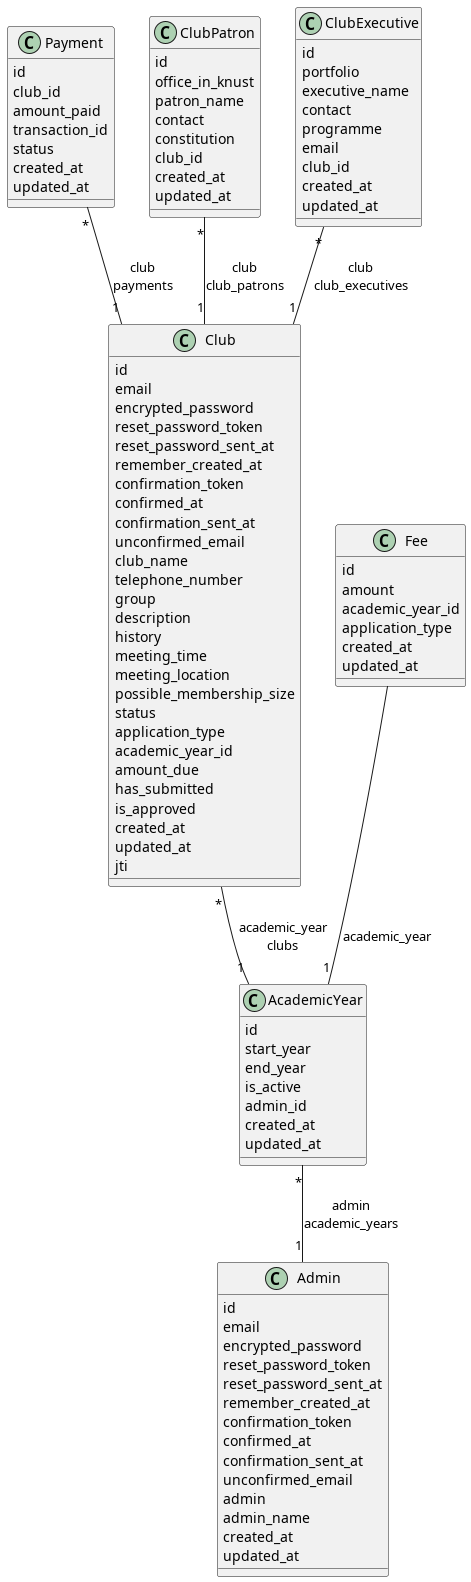 C Payment
id
club_id
amount_paid
transaction_id
status
created_at
updated_at
C ClubPatron
id
office_in_knust
patron_name
contact
constitution
club_id
created_at
updated_at
C ClubExecutive
id
portfolio
executive_name
contact
programme
email
club_id
created_at
updated_at
*
club
payments
1
*
club
club_patrons
1
*
club
club_executives
1
C Club
id
email
encrypted_password
reset_password_token
reset_password_sent_at
remember_created_at
confirmation_token
confirmed_at
confirmation_sent_at
unconfirmed_email
club_name
telephone_number
group
description
history
meeting_time
meeting_location
possible_membership_size
status
application_type
academic_year_id
amount_due
has_submitted
is_approved
created_at
updated_at
jti
C Fee
id
amount
academic_year_id
application_type
created_at
updated_at
*
academic_year
clubs
1
academic_year
1
C AcademicYear
id
start_year
end_year
is_active
admin_id
created_at
updated_at
*
admin
academic_years
1
C Admin
id
email
encrypted_password
reset_password_token
reset_password_sent_at
remember_created_at
confirmation_token
confirmed_at
confirmation_sent_at
unconfirmed_email
admin
admin_name
created_at
updated_at